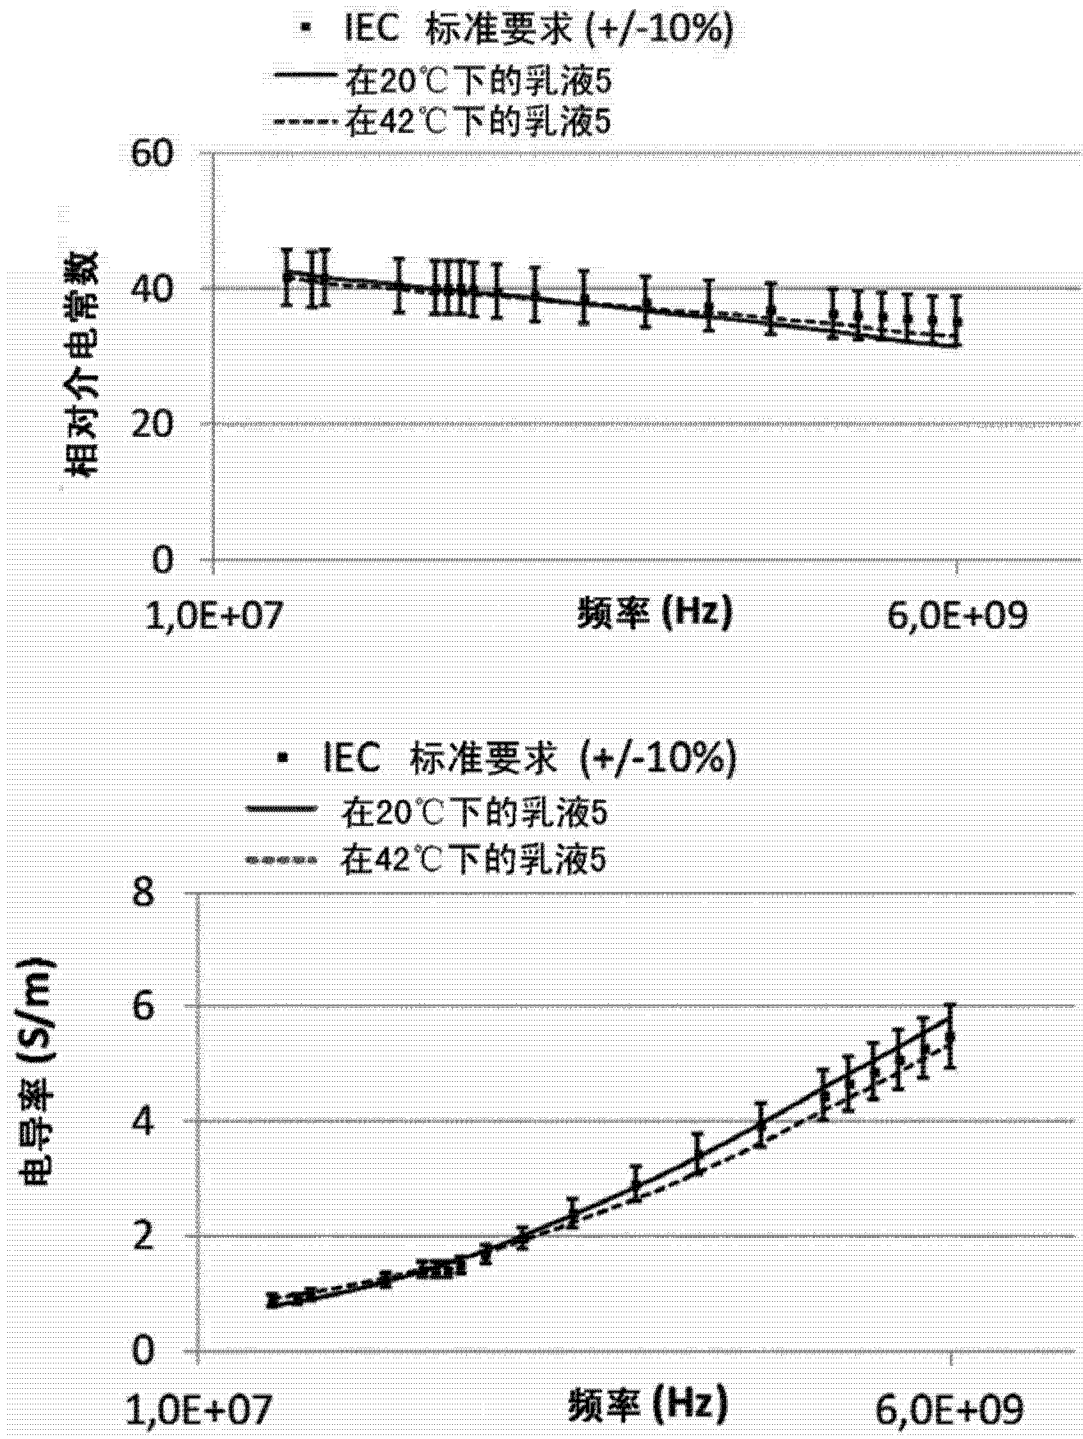 IEC 标准要求 (+/-10%)
在20℃下的乳液5
在42℃下的乳液5
60
40
20
0
相对介电常数
1,0E+07
频率 (Hz)
6,0E+09
IEC 标准要求 (+/-10%)
在20℃下的乳液5
在42℃下的乳液5
8
6
4
2
0
电导率 (S/m)
1,0E+07
频率 (Hz)
6,0E+09